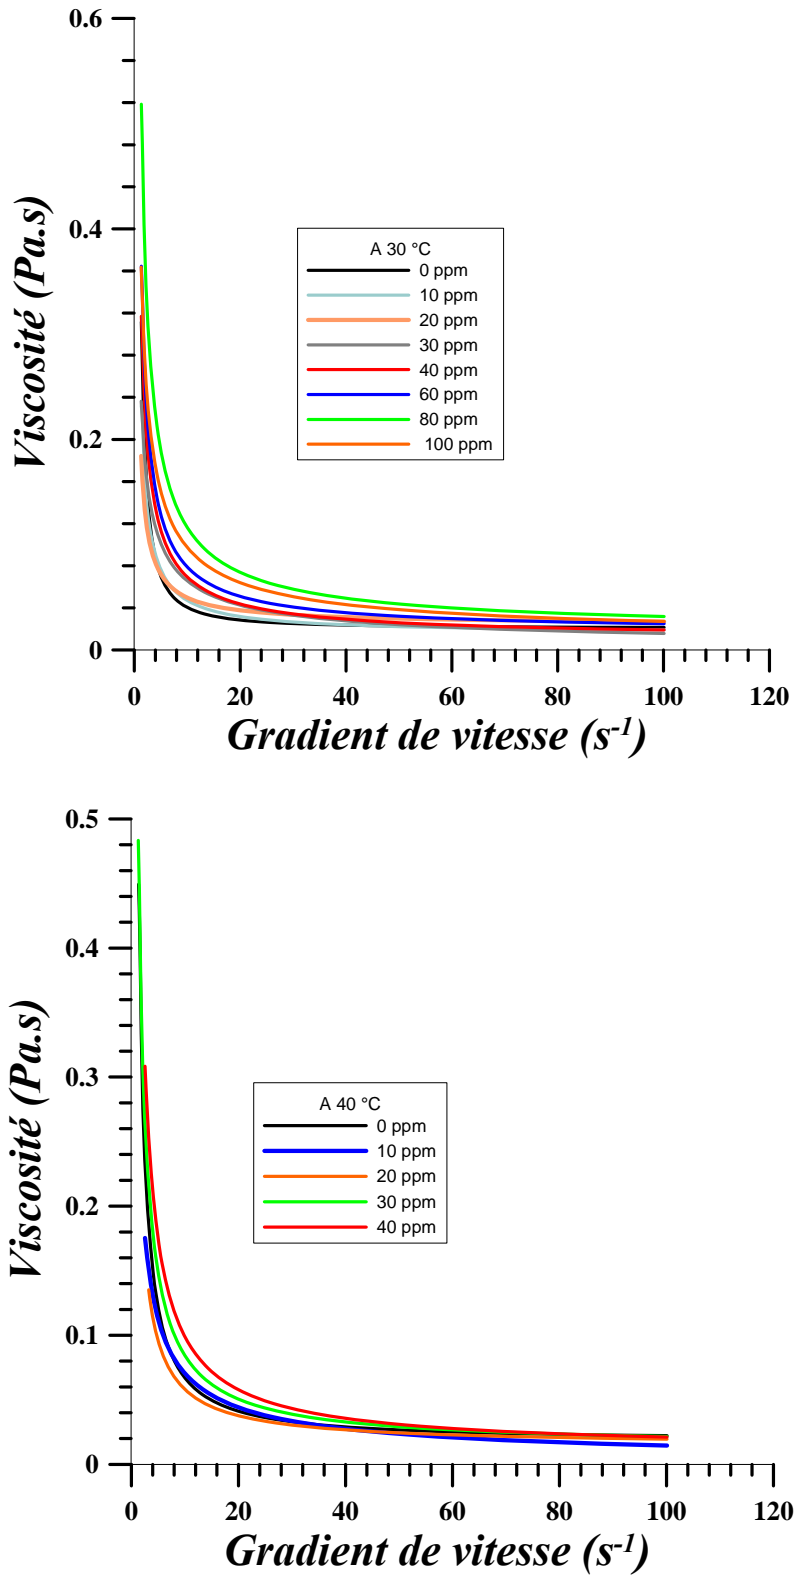 0.6
0.4
0.2
0
Viscosité (Pa.s)
A 30 °C
0 ppm
10 ppm
20 ppm
30 ppm
40 ppm
60 ppm
80 ppm
100 ppm
0 20 40 60 80 100 120
Gradient de vitesse (s-1)
0.5
0.4
0.3
0.2
0.1
0
Viscosité (Pa.s)
A 40 °C
0 ppm
10 ppm
20 ppm
30 ppm
40 ppm
0 20 40 60 80 100 120
Gradient de vitesse (s-1)